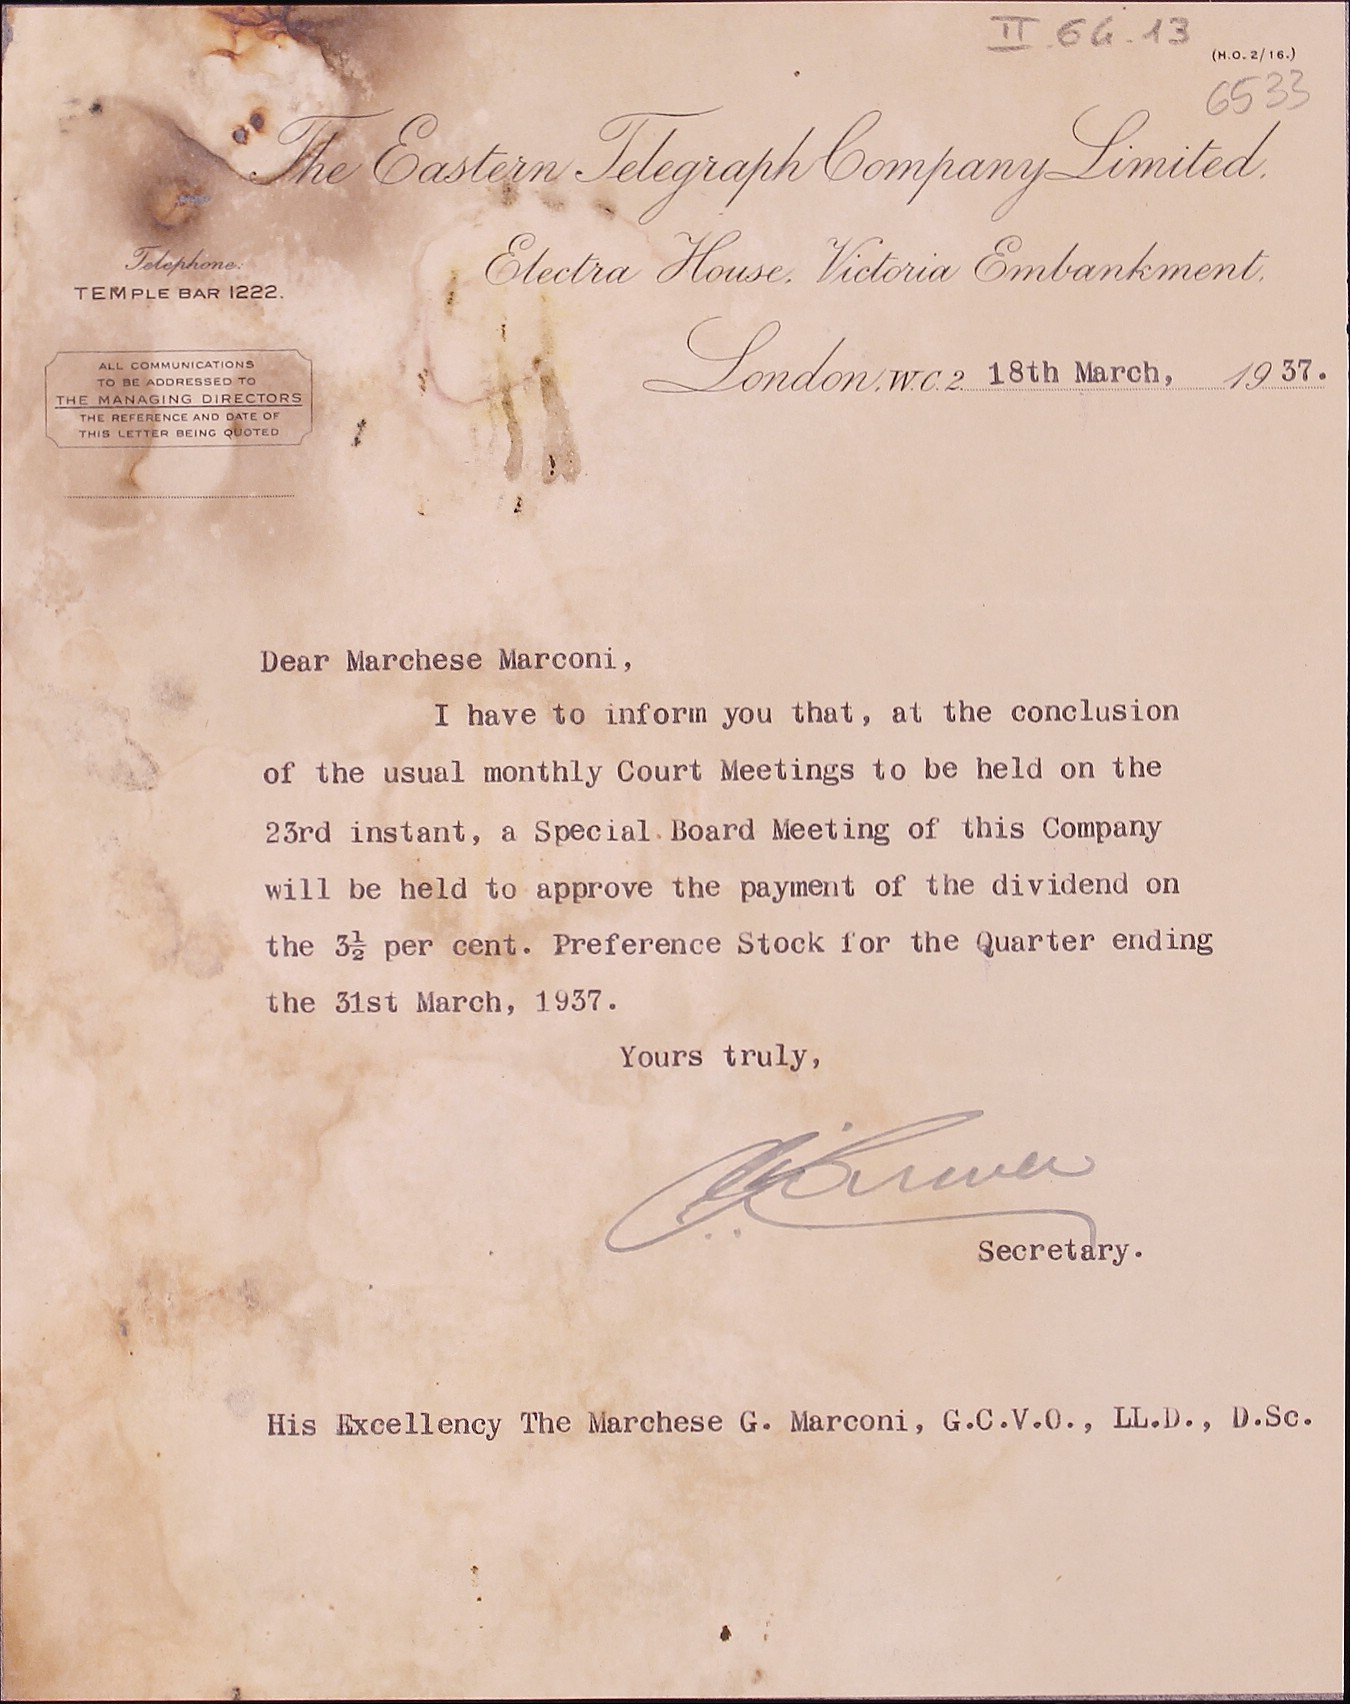 II.6G.13
(H.O.2/16.)
6533
The Eastern Telegraph Company Limited.
Electra House. Victoria Embankment.
Telephone:
TEMPLE BAR 1222.
London, W.C.2 18th March, 1937.
ALL COMMUNICATIONS
TO BE ADDRESSED TO
THE MANAGING DIRECTORS
THE REFERENCE AND DATE OF
THIS LETTER BEING QUOTED
Dear Marchese Marconi,
I have to inform you that, at the conclusion
of the usual monthly Court Meetings to be held on the
23rd instant, a Special Board Meeting of this Company
will be held to approve the payment of the dividend on
the 3½ per cent. Preference Stock for the Quarter ending
the 31st March, 1937.
Yours truly,
Secretary.
His Excellency The Marchese G. Marconi, G.C.V.O., LL.D., D.Sc.